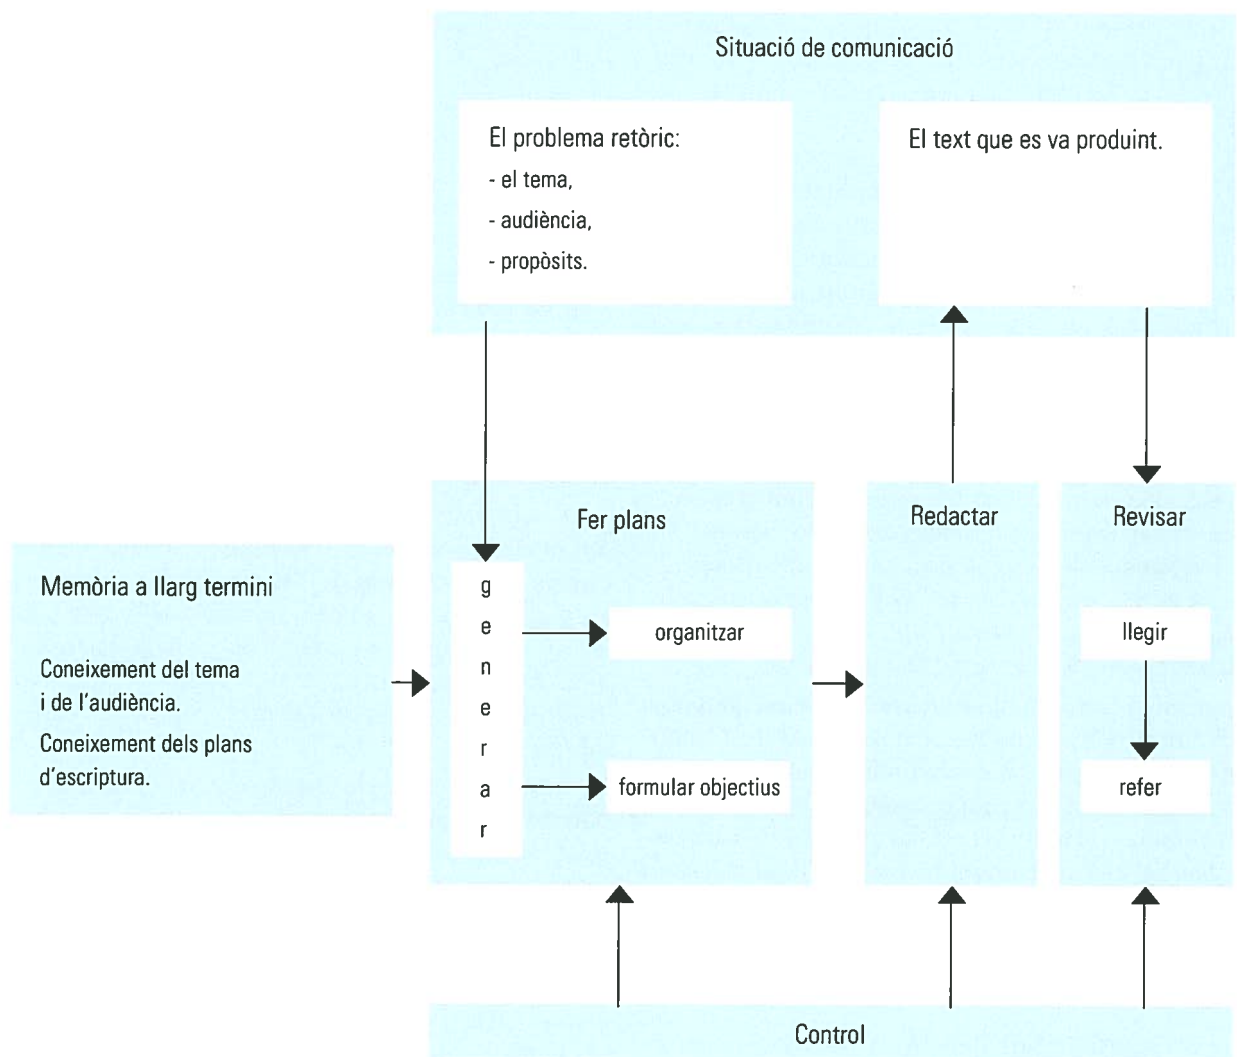 Situació de comunicació
El problema retòric:
- el tema,
- audiència,
- propòsits.
El text que es va produint.
Memòria a llarg termini
Coneixement del tema
i de l'audiència.
Coneixement dels plans
d'escriptura.
Fer plans
generar
organitzar
formular objectius
Redactar
Revisar
llegir
refer
Control